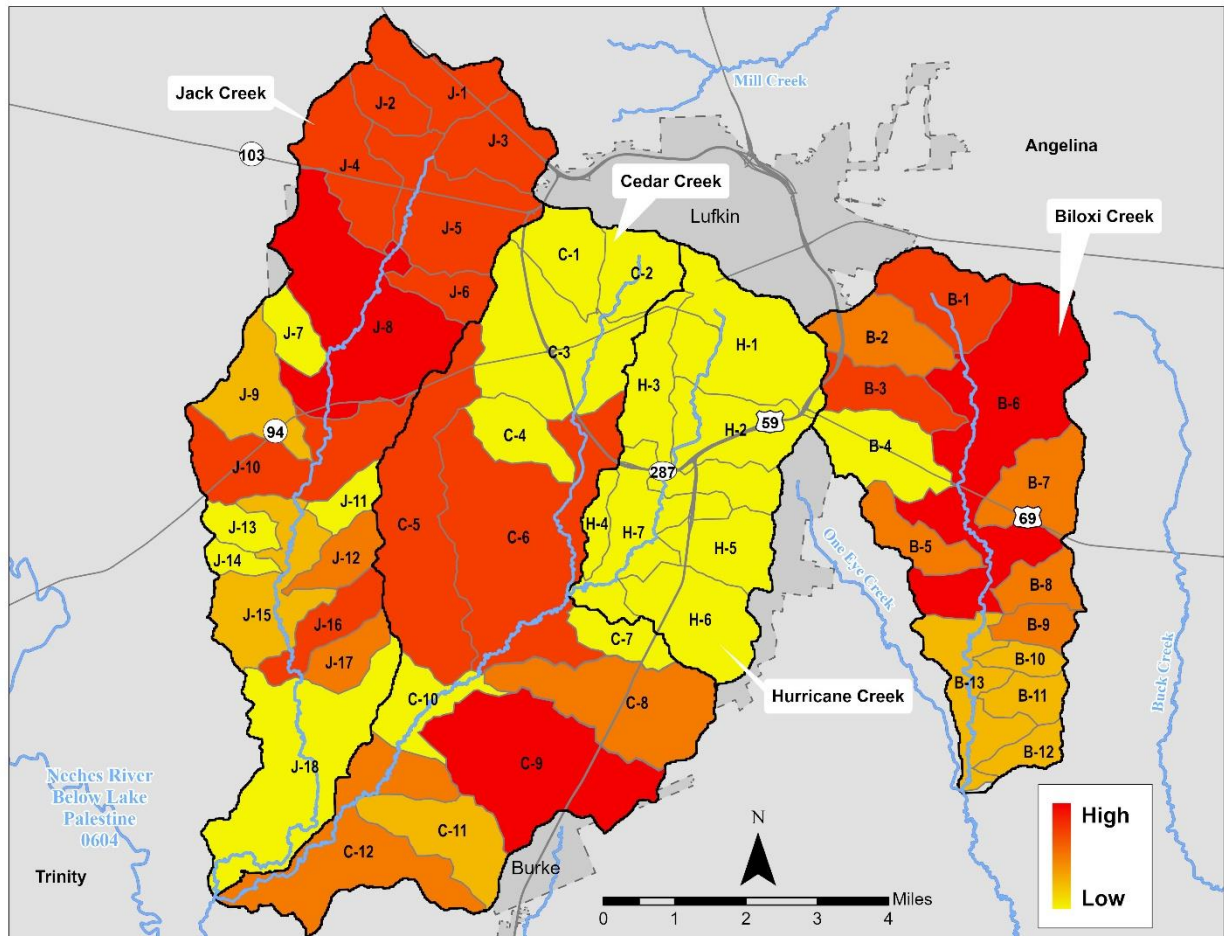 Mill Creek
Jack Creek
J-1
J-2
J-3
103
J-4
Angelina
Cedar Creek
Lufkin
Biloxi Creek
J-5
C-1
C-2
J-6
B-1
J-7
J-8
H-1
B-2
C-3
H-3
B-3
J-9
B-6
94
C-4
59
H-2
B-4
J-10
287
B-7
J-11
69
J-13
C-5
C-6
H-4
H-7
H-5
B-5
J-14
J-12
One Eye Creek
B-8
J-15
J-16
H-6
B-9
C-7
J-17
B-10
B-13
B-11
Buck Creek
C-10
C-8
Hurricane Creek
B-12
C-9
J-18
Neches River
Below Lake
Palestine
0604
High
Low
C-11
N
C-12
Burke
Trinity
0 1 2 3 4 Miles